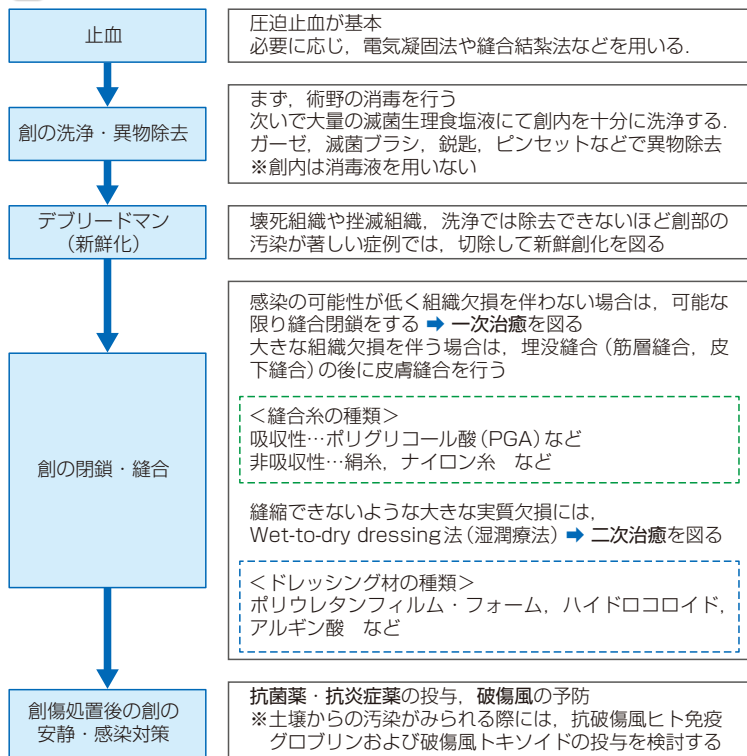 止血
圧迫止血が基本
必要に応じ，電気凝固法や縫合結紮法などを用いる．
創の洗浄・異物除去
まず，術野の消毒を行う
次いで大量の滅菌生理食塩液にて創内を十分に洗浄する．
ガーゼ，滅菌ブラシ，鋭匙，ピンセットなどで異物除去
※創内は消毒液を用いない
デブリードマン
（新鮮化）
壊死組織や挫滅組織，洗浄では除去できないほど創部の
汚染が著しい症例では，切除して新鮮創化を図る
創の閉鎖・縫合
感染の可能性が低く組織欠損を伴わない場合は，可能な
限り縫合閉鎖をする ➡ 一次治癒を図る
大きな組織欠損を伴う場合は，埋没縫合（筋層縫合，皮
下縫合）の後に皮膚縫合を行う
＜縫合糸の種類＞
吸収性…ポリグリコール酸（PGA）など
非吸収性…絹糸，ナイロン糸　など
縫縮できないような大きな実質欠損には，
Wet-to-dry dressing法（湿潤療法）➡ 二次治癒を図る
＜ドレッシング材の種類＞
ポリウレタンフィルム・フォーム，ハイドロコロイド，
アルギン酸　など
創傷処置後の創の
安静・感染対策
抗菌薬・抗炎症薬の投与，破傷風の予防
※土壌からの汚染がみられる際には，抗破傷風ヒト免疫
グロブリンおよび破傷風トキソイドの投与を検討する